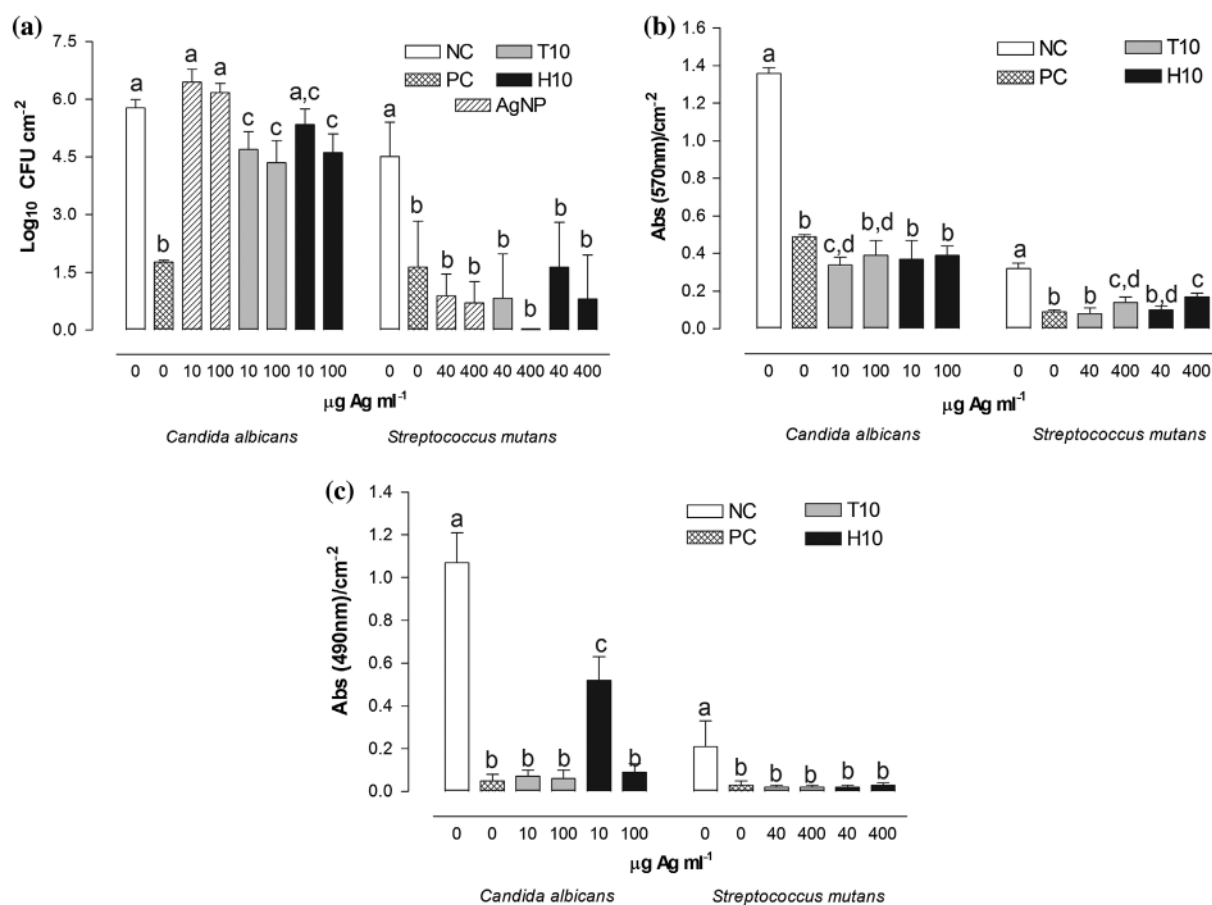 (a)
7.5
6.0
4.5
3.0
1.5
0.0
Log10 CFU cm-2
NC
T10
PC
H10
AgNP
a
b
a
a
c
c
a,c
c
a
b
b
b
b
b
b
b
0 0 10 100 10 100 10 100 0 0 40 400 40 400 40 400
µg Ag ml-1
Candida albicans Streptococcus mutans
(b)
1.6
1.4
1.2
1.0
0.8
0.6
0.4
0.2
0.0
Abs (570nm)/cm-2
NC
T10
PC
H10
a
b
c,d
b,d
b
b
a
b
b
c,d
b,d
c
0 0 10 100 10 100 0 0 40 400 40 400
µg Ag ml-1
Candida albicans Streptococcus mutans
(c)
1.4
1.2
1.0
0.8
0.6
0.4
0.2
0.0
Abs (490nm)/cm-2
NC
T10
PC
H10
a
b
b
b
c
b
a
b
b
b
b
b
0 0 10 100 10 100 0 0 40 400 40 400
µg Ag ml-1
Candida albicans Streptococcus mutans